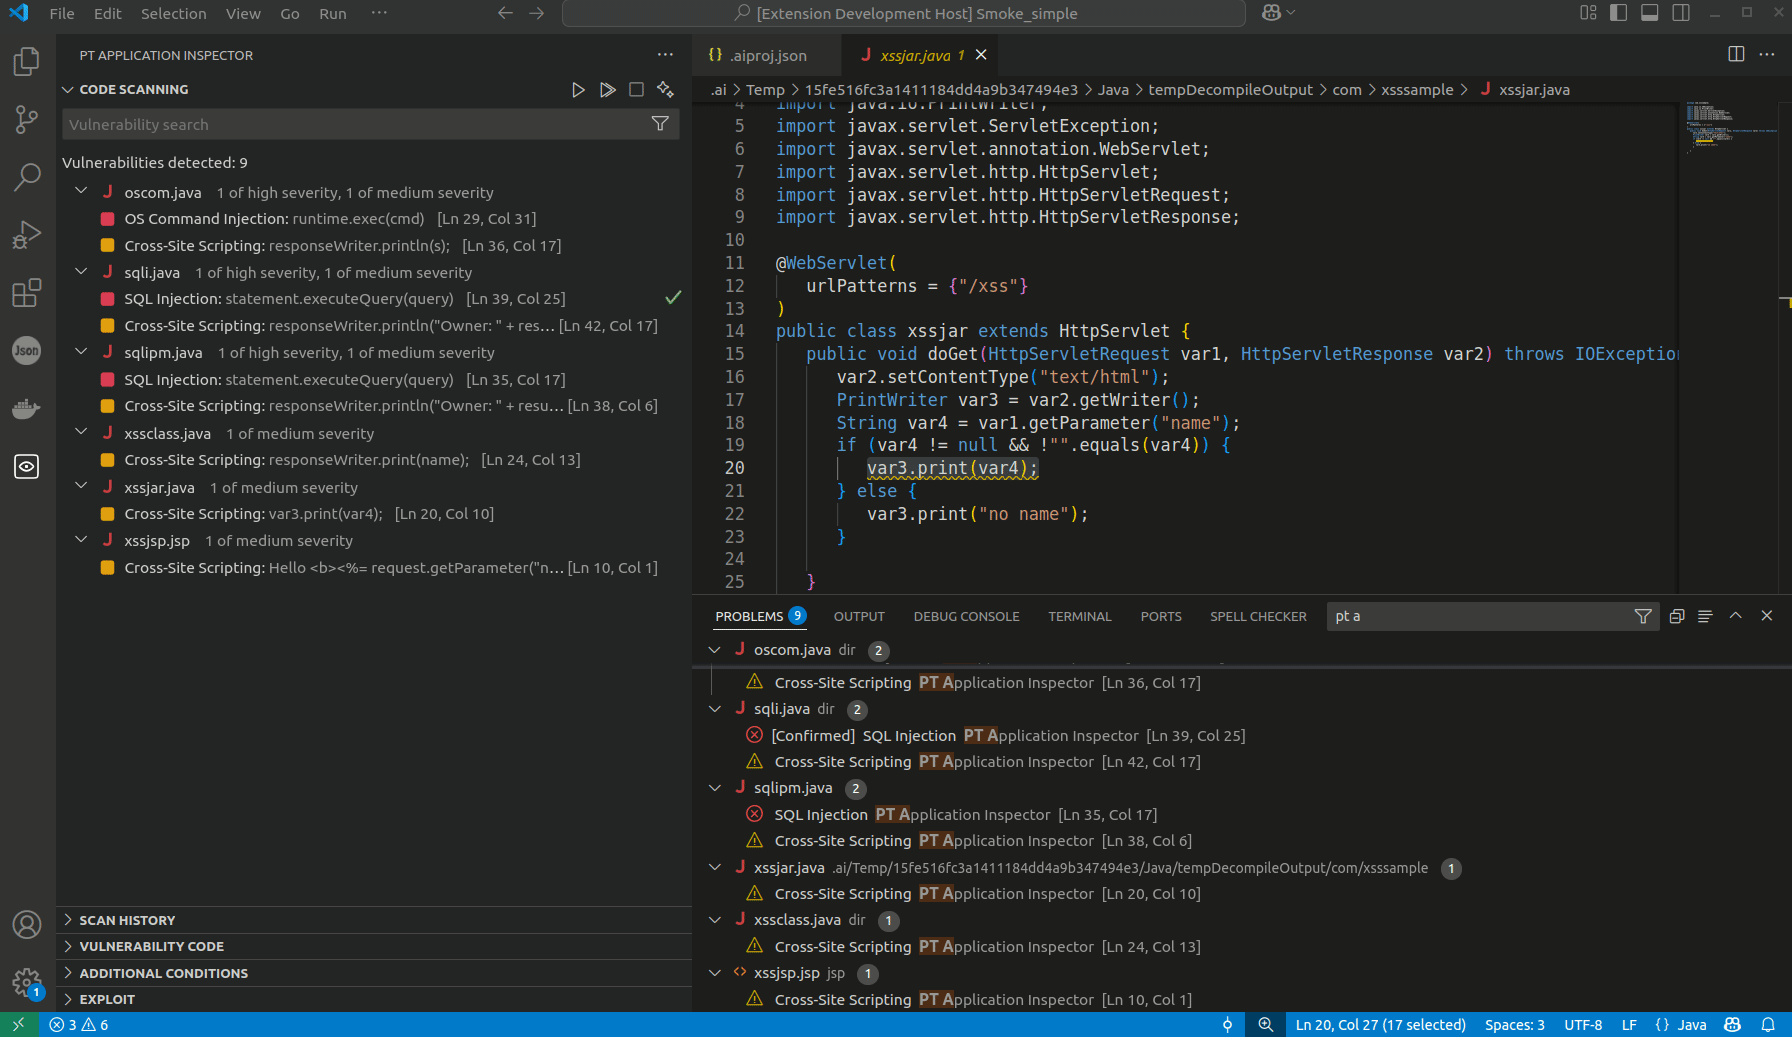 File Edit Selection View Go Run ··· [Extension Development Host] Smoke_simple
PT APPLICATION INSPECTOR
CODE SCANNING
Vulnerability search
Vulnerabilities detected: 9
oscom.java 1 of high severity, 1 of medium severity
OS Command Injection: runtime.exec(cmd) [Ln 29, Col 31]
Cross-Site Scripting: responseWriter.println(s); [Ln 36, Col 17]
sqli.java 1 of high severity, 1 of medium severity
SQL Injection: statement.executeQuery(query) [Ln 39, Col 25]
Cross-Site Scripting: responseWriter.println("Owner: " + res... [Ln 42, Col 17]
sqlipm.java 1 of high severity, 1 of medium severity
SQL Injection: statement.executeQuery(query) [Ln 35, Col 17]
Cross-Site Scripting: responseWriter.println("Owner: " + resu... [Ln 38, Col 6]
xssclass.java 1 of medium severity
Cross-Site Scripting: responseWriter.print(name); [Ln 24, Col 13]
xssjar.java 1 of medium severity
Cross-Site Scripting: var3.print(var4); [Ln 20, Col 10]
xssjsp.jsp 1 of medium severity
Cross-Site Scripting: Hello <b><%= request.getParameter("n... [Ln 10, Col 1]
SCAN HISTORY
VULNERABILITY CODE
ADDITIONAL CONDITIONS
EXPLOIT
Json
1
{} .aiproj.json
J xssjar.java 1
.ai > Temp > 15fe516fc3a1411184dd4a9b347494e3 > Java > tempDecompileOutput > com > xsssample > J xssjar.java
4 import java.io.PrintWriter;
5 import javax.servlet.ServletException;
6 import javax.servlet.annotation.WebServlet;
7 import javax.servlet.http.HttpServlet;
8 import javax.servlet.http.HttpServletRequest;
9 import javax.servlet.http.HttpServletResponse;
10
11 @WebServlet(
12 urlPatterns = {"/xss"}
13 )
14 public class xssjar extends HttpServlet {
15 public void doGet(HttpServletRequest var1, HttpServletResponse var2) throws IOException
16 var2.setContentType("text/html");
17 PrintWriter var3 = var2.getWriter();
18 String var4 = var1.getParameter("name");
19 if (var4 != null && !"".equals(var4)) {
20 var3.print(var4);
21 } else {
22 var3.print("no name");
23 }
24
25 }
PROBLEMS 9 OUTPUT DEBUG CONSOLE TERMINAL PORTS SPELL CHECKER pt a
J oscom.java dir 2
Cross-Site Scripting PT Application Inspector [Ln 36, Col 17]
J sqli.java dir 2
[Confirmed] SQL Injection PT Application Inspector [Ln 39, Col 25]
Cross-Site Scripting PT Application Inspector [Ln 42, Col 17]
J sqlipm.java 2
SQL Injection PT Application Inspector [Ln 35, Col 17]
Cross-Site Scripting PT Application Inspector [Ln 38, Col 6]
J xssjar.java .ai/Temp/15fe516fc3a1411184dd4a9b347494e3/Java/tempDecompileOutput/com/xsssample 1
Cross-Site Scripting PT Application Inspector [Ln 20, Col 10]
J xssclass.java dir 1
Cross-Site Scripting PT Application Inspector [Ln 24, Col 13]
<> xssjsp.jsp jsp 1
Cross-Site Scripting PT Application Inspector [Ln 10, Col 1]
3 6 Ln 20, Col 27 (17 selected) Spaces: 3 UTF-8 LF {} Java